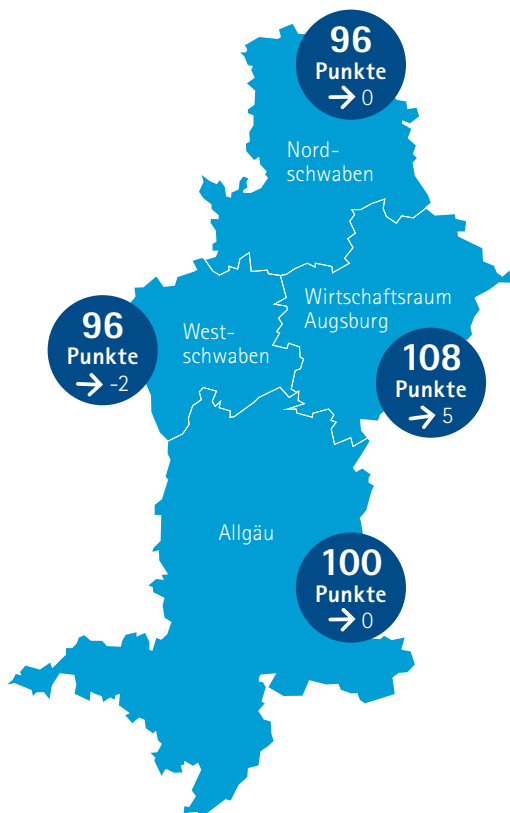 96
Punkte
→ 0
Nord-
schwaben
Wirtschaftsraum
Augsburg
96
Punkte
→ -2
West-
schwaben
108
Punkte
→ 5
Allgäu
100
Punkte
→ 0